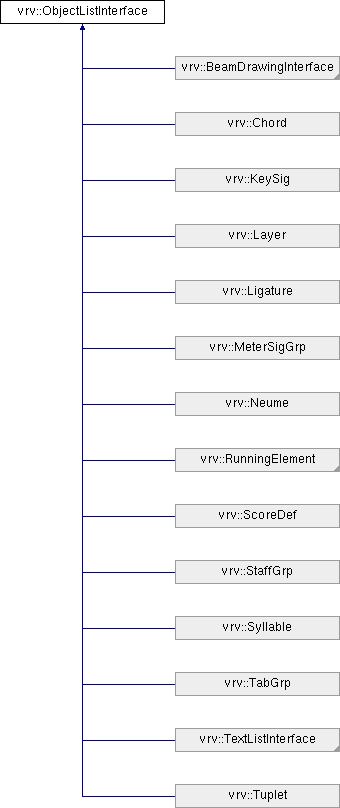 vrv::ObjectListInterface
vrv::BeamDrawingInterface
vrv::Chord
vrv::KeySig
vrv::Layer
vrv::Ligature
vrv::MeterSigGrp
vrv::Neume
vrv::RunningElement
vrv::ScoreDef
vrv::StaffGrp
vrv::Syllable
vrv::TabGrp
vrv::TextListInterface
vrv::Tuplet